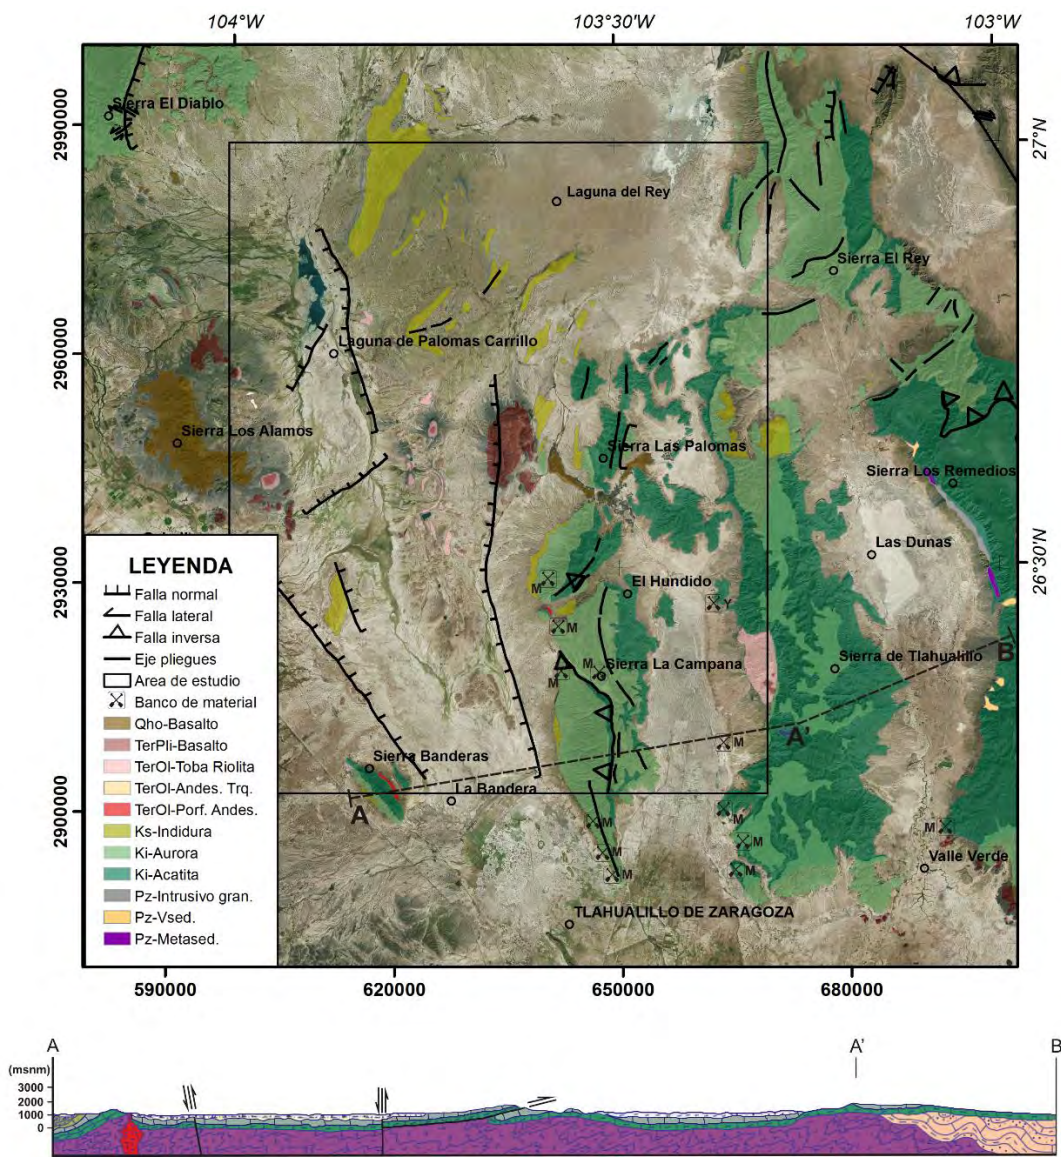 104°W
103°30'W
103°W
2990000
2960000
2930000
2900000
27°N
26°30'N
Sierra El Diablo
Laguna del Rey
Sierra El Rey
Laguna de Palomas Carrillo
Sierra Los Alamos
Sierra Las Palomas
Sierra Los Remedios
Las Dunas
El Hundido
M
Y
M
M
Sierra La Campana
M
Sierra de Tlahualillo
B
A'
M
Sierra Banderas
La Bandera
A
M
M
M
M
M
M
M
Valle Verde
TLAHUALILLO DE ZARAGOZA
LEYENDA
Falla normal
Falla lateral
Falla inversa
Eje pliegues
Area de estudio
Banco de material
Qho-Basalto
TerPli-Basalto
TerOl-Toba Riolita
TerOl-Andes. Trq.
TerOl-Porf. Andes.
Ks-Indidura
Ki-Aurora
Ki-Acatita
Pz-Intrusivo gran.
Pz-Vsed.
Pz-Metased.
590000
620000
650000
680000
A
A'
B
(msnm)
3000
2000
1000
0